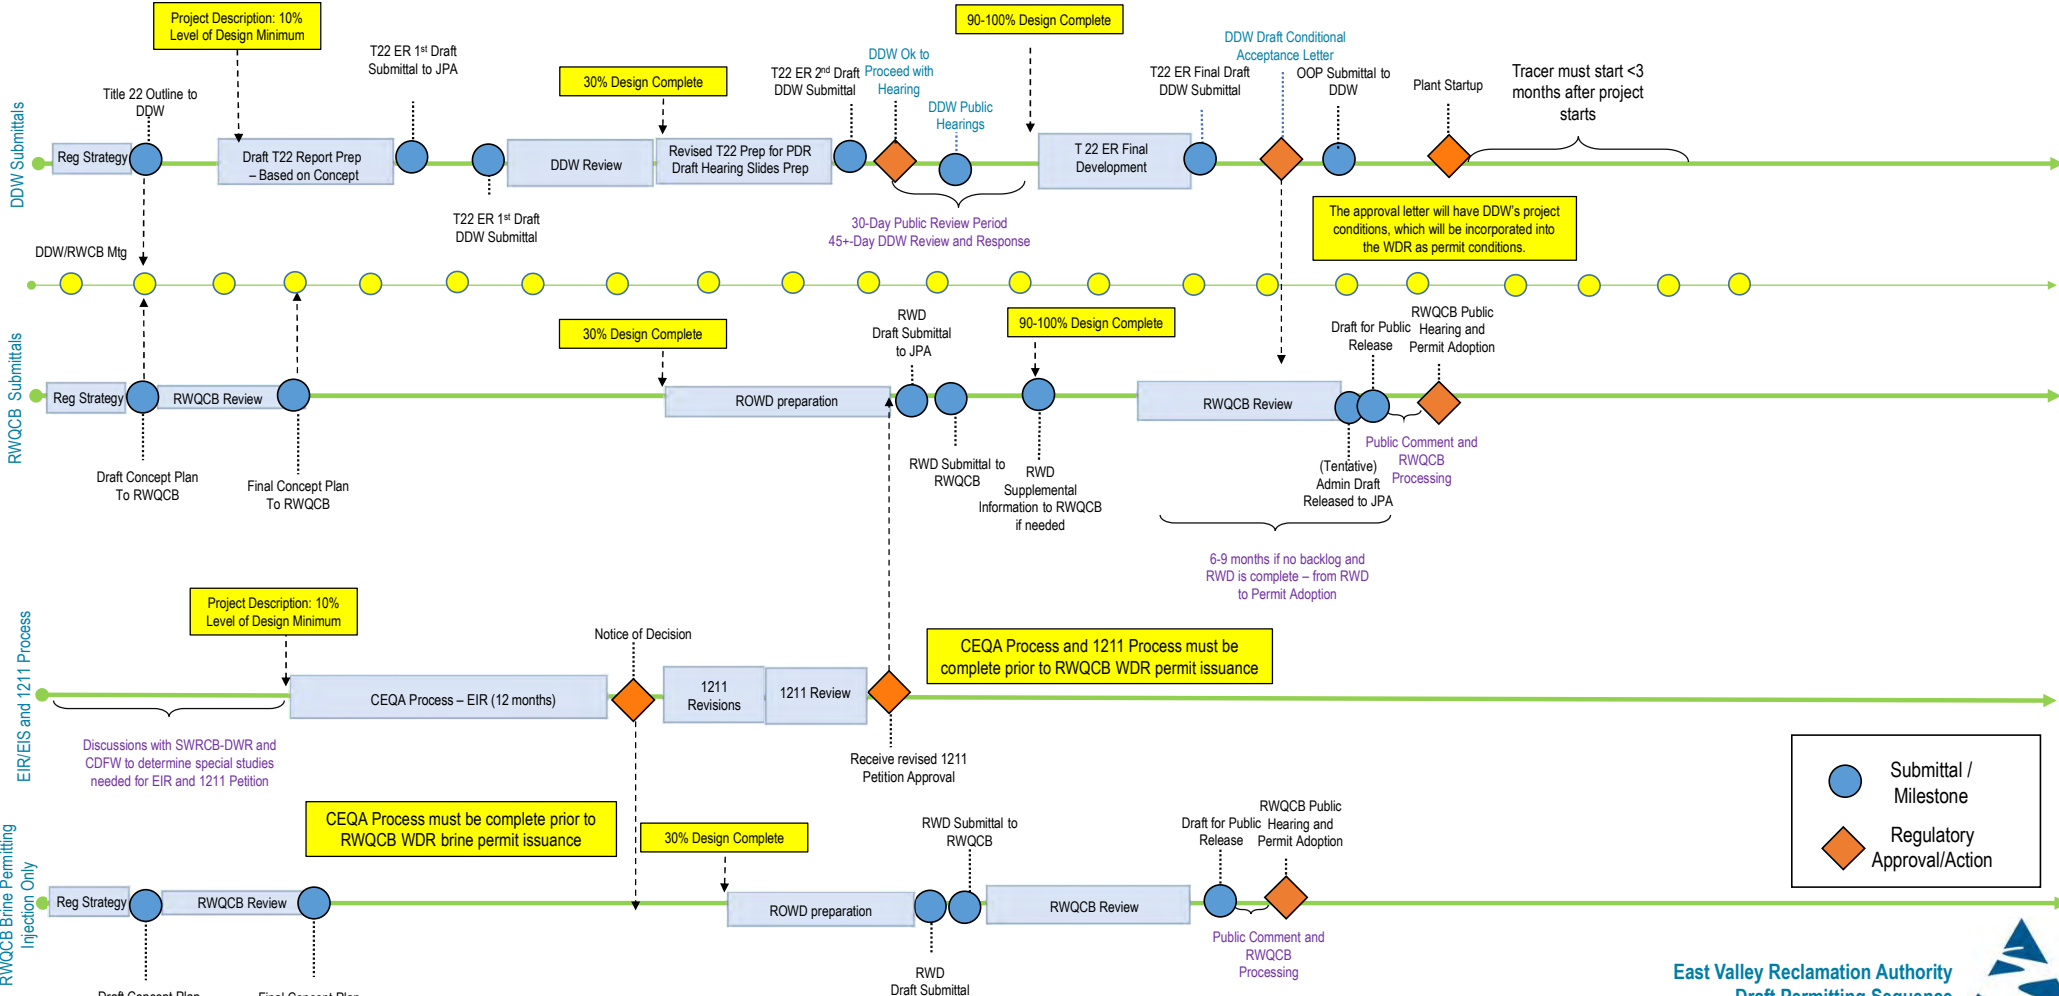 Project Description: 10%
Level of Design Minimum
90-100% Design Complete
T22 ER 1st Draft
Submittal to JPA
30% Design Complete
T22 ER 2nd Draft
DDW Submittal
DDW Ok to
Proceed with
Hearing
DDW Public
Hearings
T22 ER Final Draft
DDW Submittal
DDW Draft Conditional
Acceptance Letter
OOP Submittal to
DDW
Plant Startup
Tracer must start <3
months after project
starts
Title 22 Outline to
DDW
DDW Submittals
Reg Strategy
Draft T22 Report Prep
– Based on Concept
DDW Review
Revised T22 Prep for PDR
Draft Hearing Slides Prep
T 22 ER Final
Development
T22 ER 1st Draft
DDW Submittal
30-Day Public Review Period
45+-Day DDW Review and Response
The approval letter will have DDW's project
conditions, which will be incorporated into
the WDR as permit conditions.
DDW/RWCB Mtg
RWQCB Submittals
30% Design Complete
RWD
Draft Submittal
to JPA
90-100% Design Complete
Draft for Public
Release
RWQCB Public
Hearing and
Permit Adoption
Reg Strategy
RWQCB Review
ROWD preparation
RWQCB Review
Draft Concept Plan
To RWQCB
Final Concept Plan
To RWQCB
RWD Submittal to
RWQCB
RWD
Supplemental
Information to RWQCB
if needed
(Tentative)
Admin Draft
Released to JPA
Public Comment and
RWQCB
Processing
6-9 months if no backlog and
RWD is complete – from RWD
to Permit Adoption
EIR/EIS and 1211 Process
Project Description: 10%
Level of Design Minimum
Notice of Decision
CEQA Process and 1211 Process must be
complete prior to RWQCB WDR permit issuance
CEQA Process – EIR (12 months)
1211
Revisions
1211 Review
Discussions with SWRCB-DWR and
CDFW to determine special studies
needed for EIR and 1211 Petition
Receive revised 1211
Petition Approval
Submittal /
Milestone
Regulatory
Approval/Action
RWQCB Brine Permitting
Injection Only
CEQA Process must be complete prior to
RWQCB WDR brine permit issuance
30% Design Complete
RWD Submittal to
RWQCB
Draft for Public
Release
RWQCB Public
Hearing and
Permit Adoption
Reg Strategy
RWQCB Review
ROWD preparation
RWQCB Review
Draft Concept Plan
Final Concept Plan
RWD
Draft Submittal
Public Comment and
RWQCB
Processing
East Valley Reclamation Authority
Draft Permitting Sequence